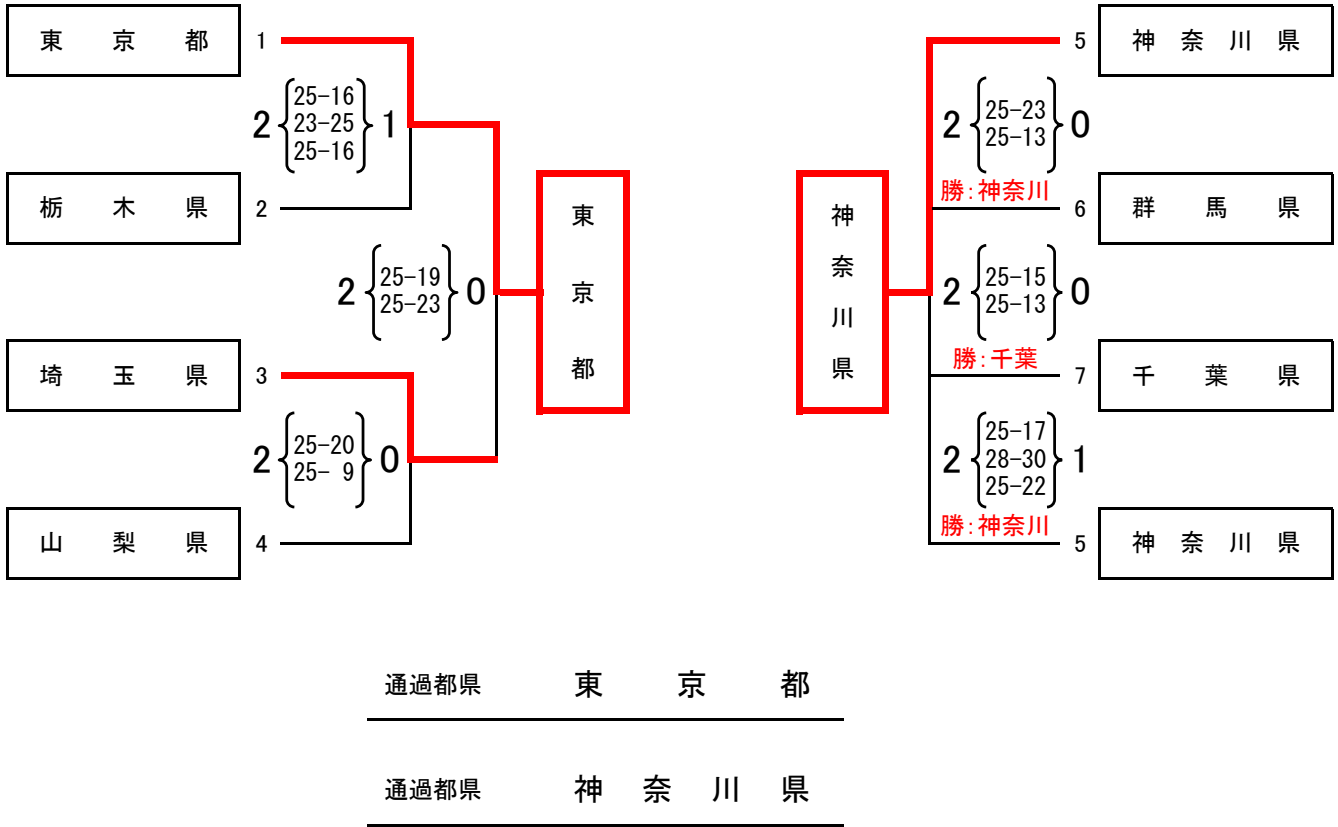 東京都 1
25-16
2 23-25 1
25-16
栃木県 2
25-19
2 0
25-23
埼玉県 3
25-20
2 0
25- 9
山梨県 4
東京都
神奈川県
5 神奈川県
25-23
2 0
25-13
勝:神奈川
6 群馬県
25-15
2 0
25-13
勝:千葉
7 千葉県
25-17
2 28-30 1
25-22
勝:神奈川
5 神奈川県
通過都県 東京都
通過都県 神奈川県